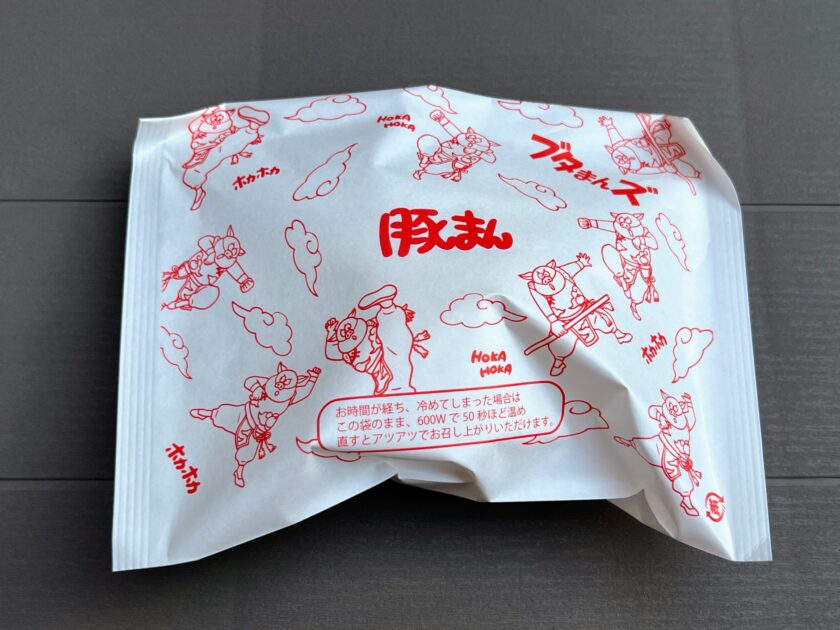 HOKA
HOKA
ブタまんズ
ホカホカ
豚まん
ホカホカ
HOKA
HOKA
お時間が経ち、冷めてしまった場合は
この袋のまま、600Wで50秒ほど温め
直すとアツアツでお召し上がりいただけます。
ホカホカ
紙